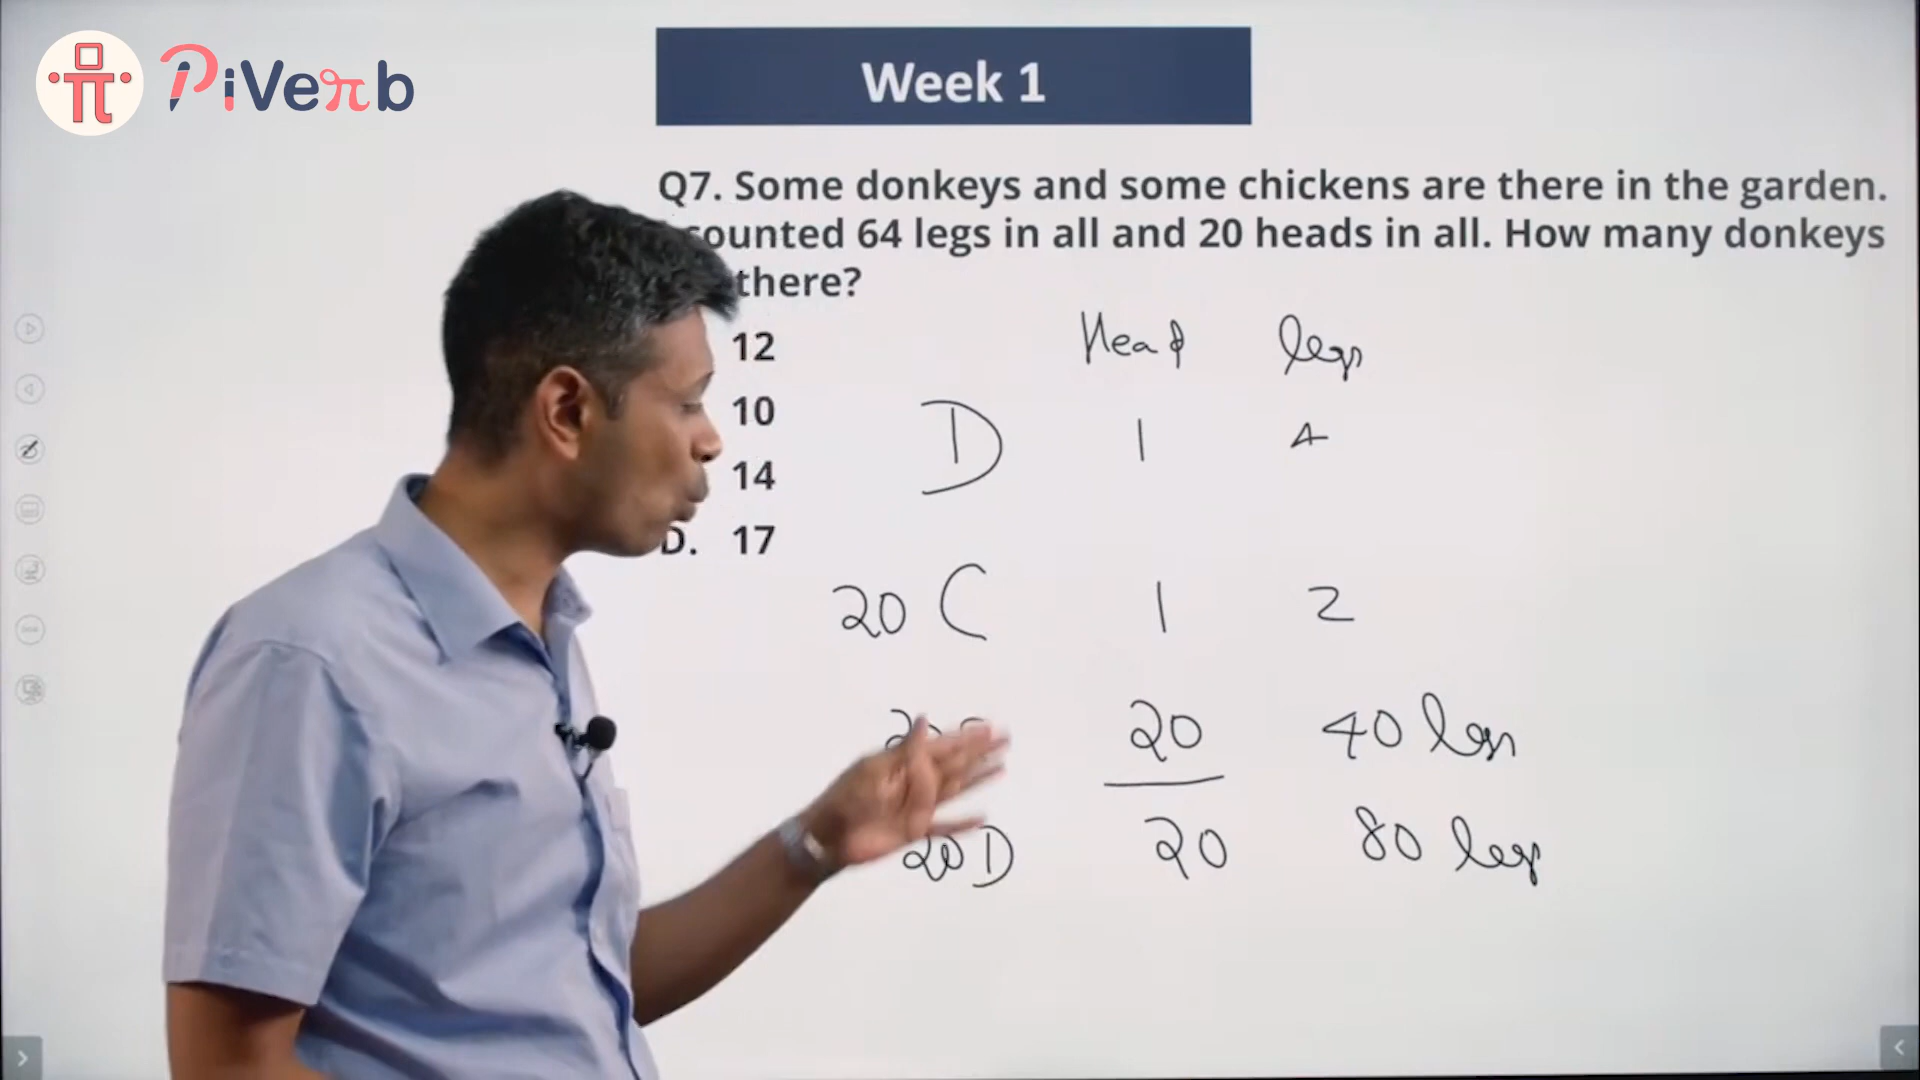 PiVeπb
Week 1
Q7. Some donkeys and some chickens are there in the garden.
counted 64 legs in all and 20 heads in all. How many donkeys
there?
12
10
14
D. 17
Head legs
D 1 4
20 C 1 2
20 40 legs
20 D 20 80 legs